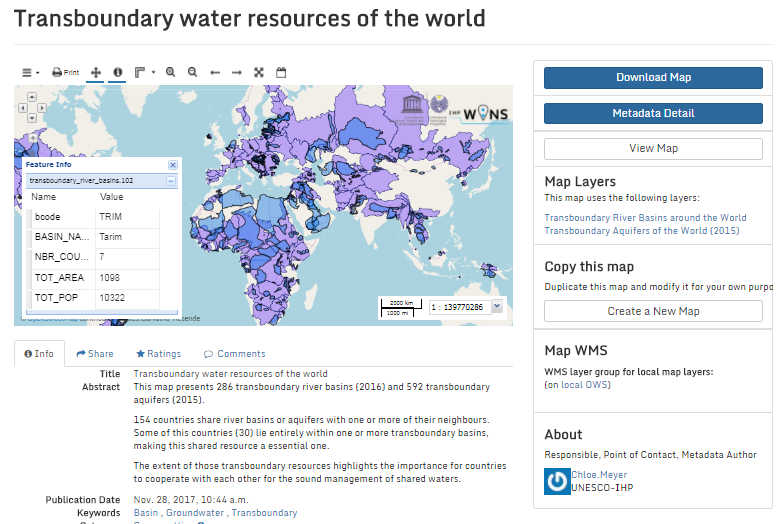 Transboundary water resources of the world
Print
IHP WINS
Feature Info
transboundary_river_basins.102
Name Value
bcode TRIM
BASIN_NA... Tarim
NBR_COU... 7
TOT_AREA 1098
TOT_POP 10322
2000 km
1000 mi
1 : 139770286
Info
Share
Ratings
Comments
Title Transboundary water resources of the world
Abstract This map presents 286 transboundary river basins (2016) and 592 transboundary
aquifers (2015).
154 countries share river basins or aquifers with one or more of their neighbours.
Some of this countries (30) lie entirely within one or more transboundary basins,
making this shared resource a essential one.
The extent of those transboundary resources highlights the importance for countries
to cooperate with each other for the sound management of shared waters.
Publication Date Nov. 28, 2017, 10:44 a.m.
Keywords Basin , Groundwater , Transboundary
Download Map
Metadata Detail
View Map
Map Layers
This map uses the following layers:
Transboundary River Basins around the World
Transboundary Aquifers of the World (2015)
Copy this map
Duplicate this map and modify it for your own purpo
Create a New Map
Map WMS
WMS layer group for local map layers:
(on local OWS)
About
Responsible, Point of Contact, Metadata Author
Chloe.Meyer
UNESCO-IHP